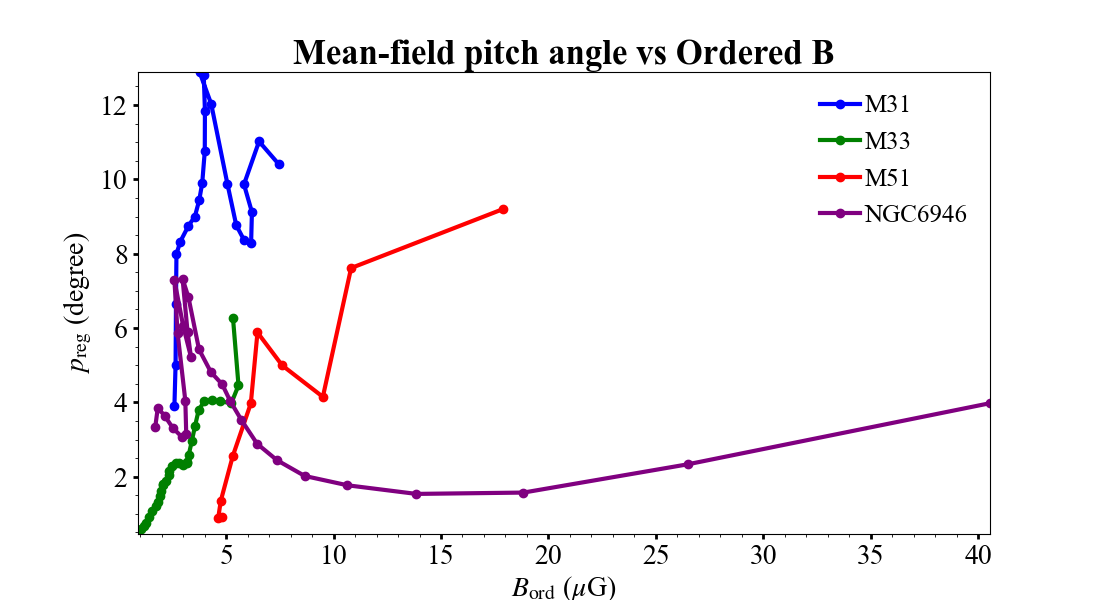 Mean-field pitch angle vs Ordered B
12
10
8
6
4
2
p_reg (degree)
M31
M33
M51
NGC6946
5 10 15 20 25 30 35 40
B_ord (μG)